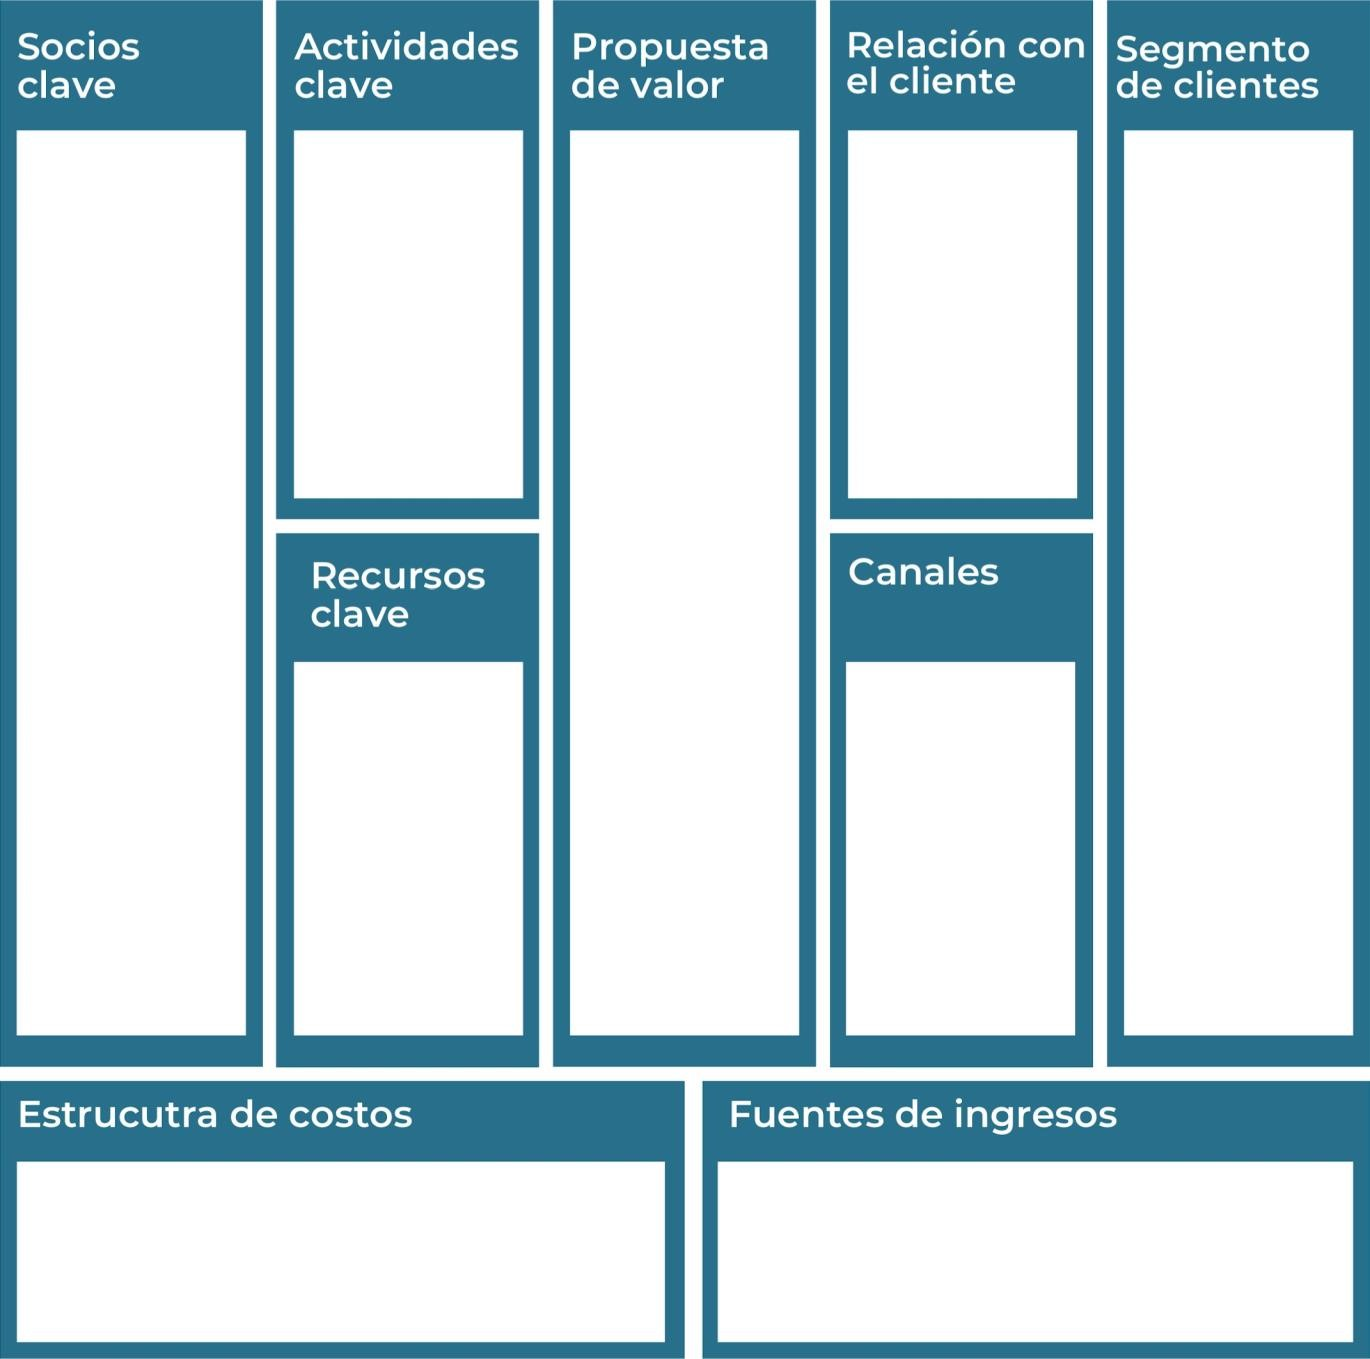 Socios
clave
Actividades
clave
Propuesta
de valor
Relación con
el cliente
Segmento
de clientes
Recursos
clave
Canales
Estrucutra de costos
Fuentes de ingresos